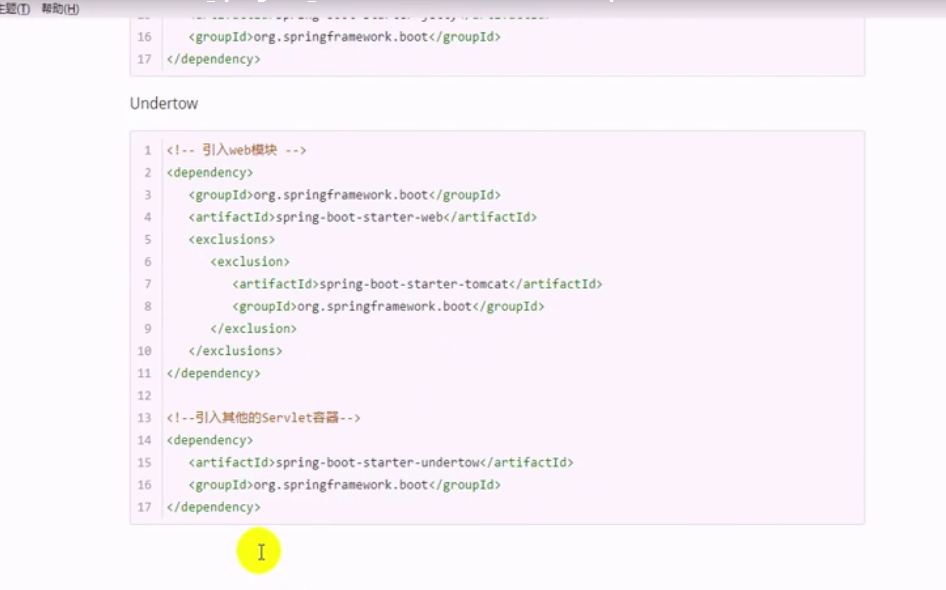 主题(T) 帮助(H)
16 <groupId>org.springframework.boot</groupId>
17 </dependency>
Undertow
1 <!-- 引入web模块 -->
2 <dependency>
3 <groupId>org.springframework.boot</groupId>
4 <artifactId>spring-boot-starter-web</artifactId>
5 <exclusions>
6 <exclusion>
7 <artifactId>spring-boot-starter-tomcat</artifactId>
8 <groupId>org.springframework.boot</groupId>
9 </exclusion>
10 </exclusions>
11 </dependency>
12
13 <!--引入其他的Servlet容器-->
14 <dependency>
15 <artifactId>spring-boot-starter-undertow</artifactId>
16 <groupId>org.springframework.boot</groupId>
17 </dependency>